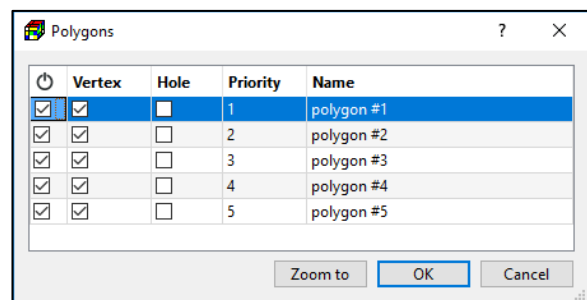 Polygons ?
Vertex Hole Priority Name
1 polygon #1
2 polygon #2
3 polygon #3
4 polygon #4
5 polygon #5
Zoom to OK Cancel